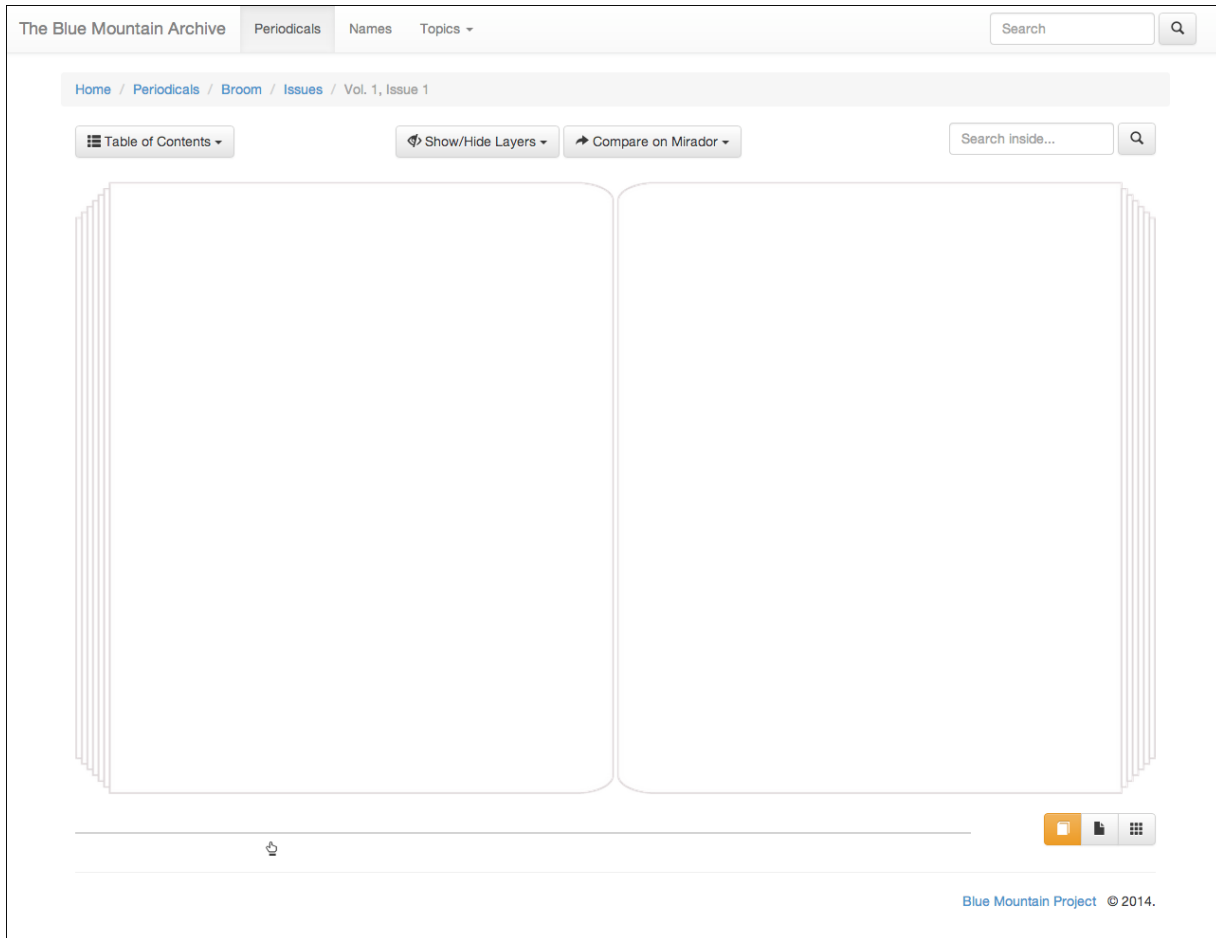 The Blue Mountain Archive Periodicals Names Topics Search
Home / Periodicals / Broom / Issues / Vol. 1, Issue 1
Table of Contents Show/Hide Layers Compare on Mirador Search inside...
Blue Mountain Project © 2014.